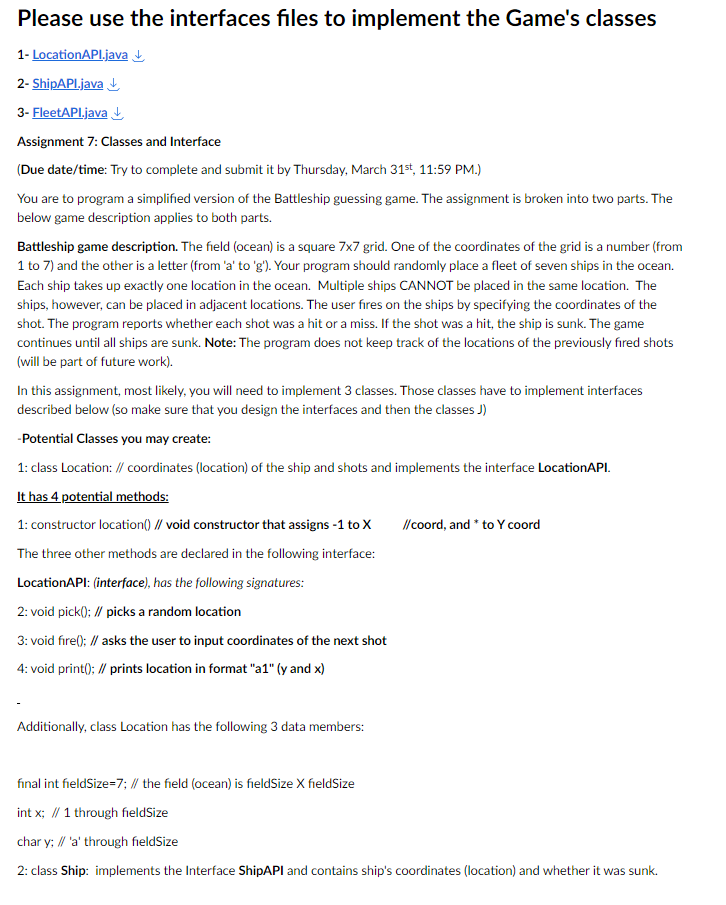 Please use the interfaces files to implement the Game's classes
1- LocationAPI.java
2- ShipAPI.java
3- FleetAPI.java
Assignment 7: Classes and Interface
(Due date/time: Try to complete and submit it by Thursday, March 31st, 11:59 PM.)
You are to program a simplified version of the Battleship guessing game. The assignment is broken into two parts. The
below game description applies to both parts.
Battleship game description. The field (ocean) is a square 7x7 grid. One of the coordinates of the grid is a number (from
1 to 7) and the other is a letter (from 'a' to 'g'). Your program should randomly place a fleet of seven ships in the ocean.
Each ship takes up exactly one location in the ocean.  Multiple ships CANNOT be placed in the same location.  The
ships, however, can be placed in adjacent locations. The user fires on the ships by specifying the coordinates of the
shot. The program reports whether each shot was a hit or a miss. If the shot was a hit, the ship is sunk. The game
continues until all ships are sunk. Note: The program does not keep track of the locations of the previously fired shots
(will be part of future work).
In this assignment, most likely, you will need to implement 3 classes. Those classes have to implement interfaces
described below (so make sure that you design the interfaces and then the classes J)
-Potential Classes you may create:
1: class Location: // coordinates (location) of the ship and shots and implements the interface LocationAPI.
It has 4 potential methods:
1: constructor location() // void constructor that assigns -1 to X //coord, and * to Y coord
The three other methods are declared in the following interface:
LocationAPI: (interface), has the following signatures:
2: void pick(); // picks a random location
3: void fire(); // asks the user to input coordinates of the next shot
4: void print(); // prints location in format "a1" (y and x)
-
Additionally, class Location has the following 3 data members:
final int fieldSize=7; // the field (ocean) is fieldSize X fieldSize
int x;  // 1 through fieldSize
char y; // 'a' through fieldSize
2: class Ship:  implements the Interface ShipAPI and contains ship's coordinates (location) and whether it was sunk.